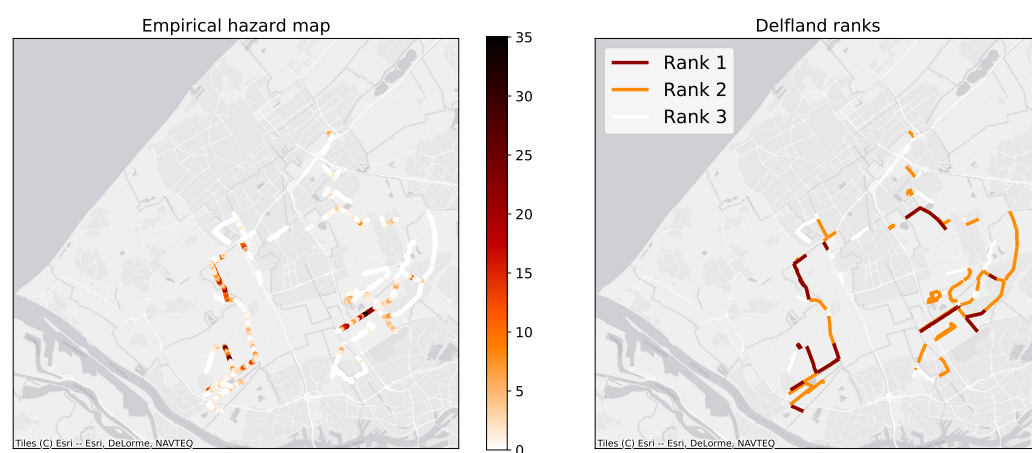 Empirical hazard map
35
30
25
20
15
10
5
0
Tiles (C) Esri -- Esri, DeLorme, NAVTEQ
Delfland ranks
Rank 1
Rank 2
Rank 3
Tiles (C) Esri -- Esri, DeLorme, NAVTEQ